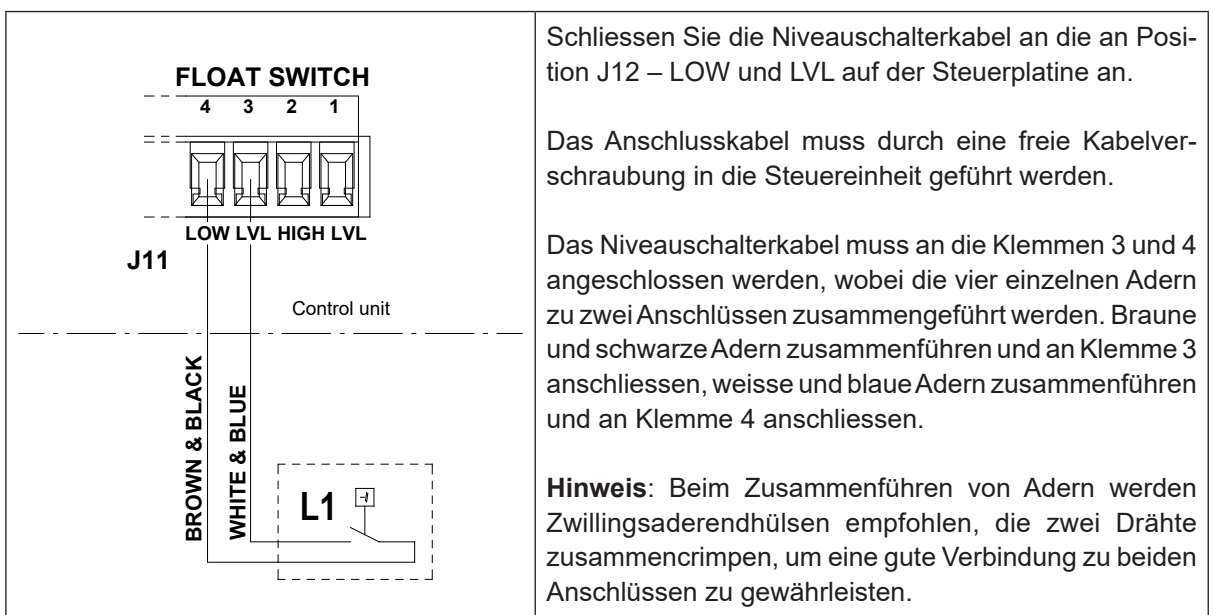 FLOAT SWITCH
4 3 2 1
LOW LVL HIGH LVL
J11
Control unit
BROWN & BLACK
WHITE & BLUE
L1
Schliessen Sie die Niveauschalterkabel an die an Posi-
tion J12 – LOW und LVL auf der Steuerplatine an.
Das Anschlusskabel muss durch eine freie Kabelver-
schraubung in die Steuereinheit geführt werden.
Das Niveauschalterkabel muss an die Klemmen 3 und 4
angeschlossen werden, wobei die vier einzelnen Adern
zu zwei Anschlüssen zusammengeführt werden. Braune
und schwarze Adern zusammenführen und an Klemme 3
anschliessen, weisse und blaue Adern zusammenführen
und an Klemme 4 anschliessen.
Hinweis: Beim Zusammenführen von Adern werden
Zwillingsaderendhülsen empfohlen, die zwei Drähte
zusammencrimpen, um eine gute Verbindung zu beiden
Anschlüssen zu gewährleisten.